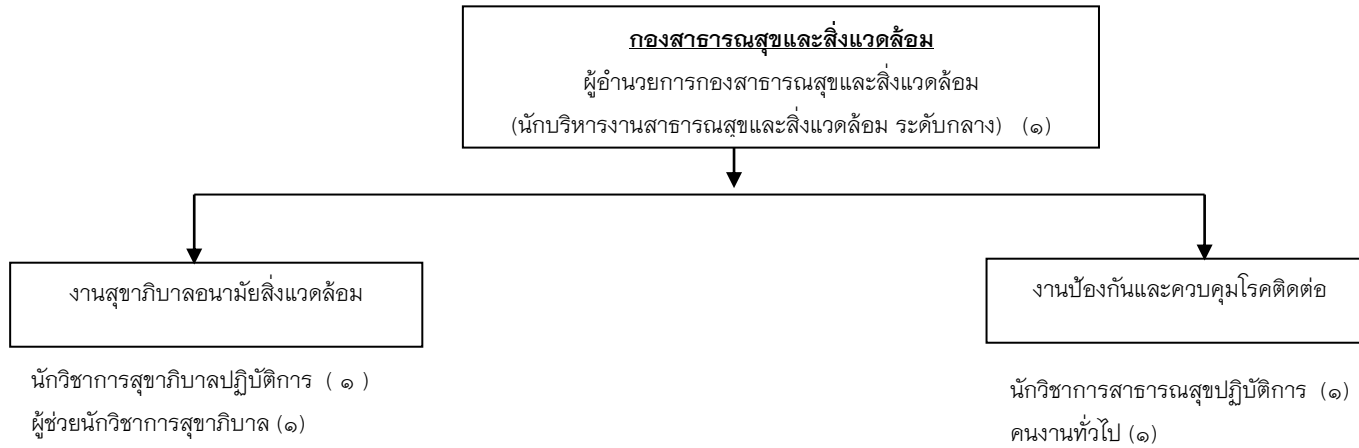 กองสาธารณสุขและสิ่งแวดล้อม
ผู้อำนวยการกองสาธารณสุขและสิ่งแวดล้อม
(นักบริหารงานสาธารณสุขและสิ่งแวดล้อม ระดับกลาง) (๑)
งานสุขาภิบาลอนามัยสิ่งแวดล้อม
นักวิชาการสุขาภิบาลปฏิบัติการ ( ๑ )
ผู้ช่วยนักวิชาการสุขาภิบาล (๑)
งานป้องกันและควบคุมโรคติดต่อ
นักวิชาการสาธารณสุขปฏิบัติการ (๑)
คนงานทั่วไป (๑)